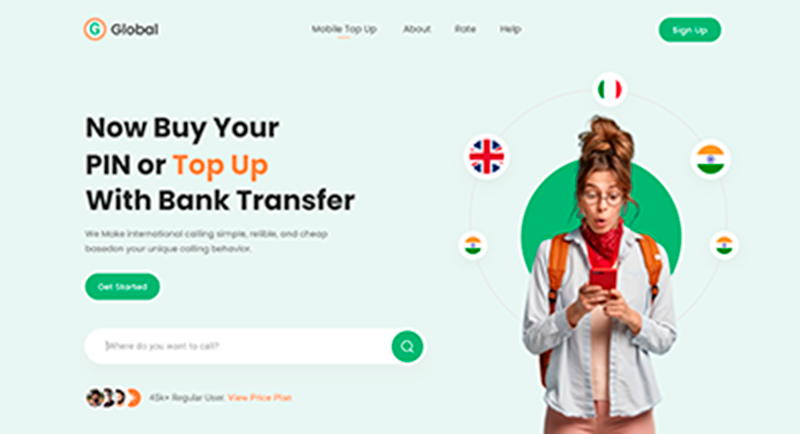 G Global
Mobile Top Up
About
Rate
Help
Sign Up
Now Buy Your
PIN or Top Up
With Bank Transfer
We Make international calling simple, relible, and cheap
basedon your unique calling behavior.
Get Started
Where do you want to call?
45k+ Regular User. View Price Plan